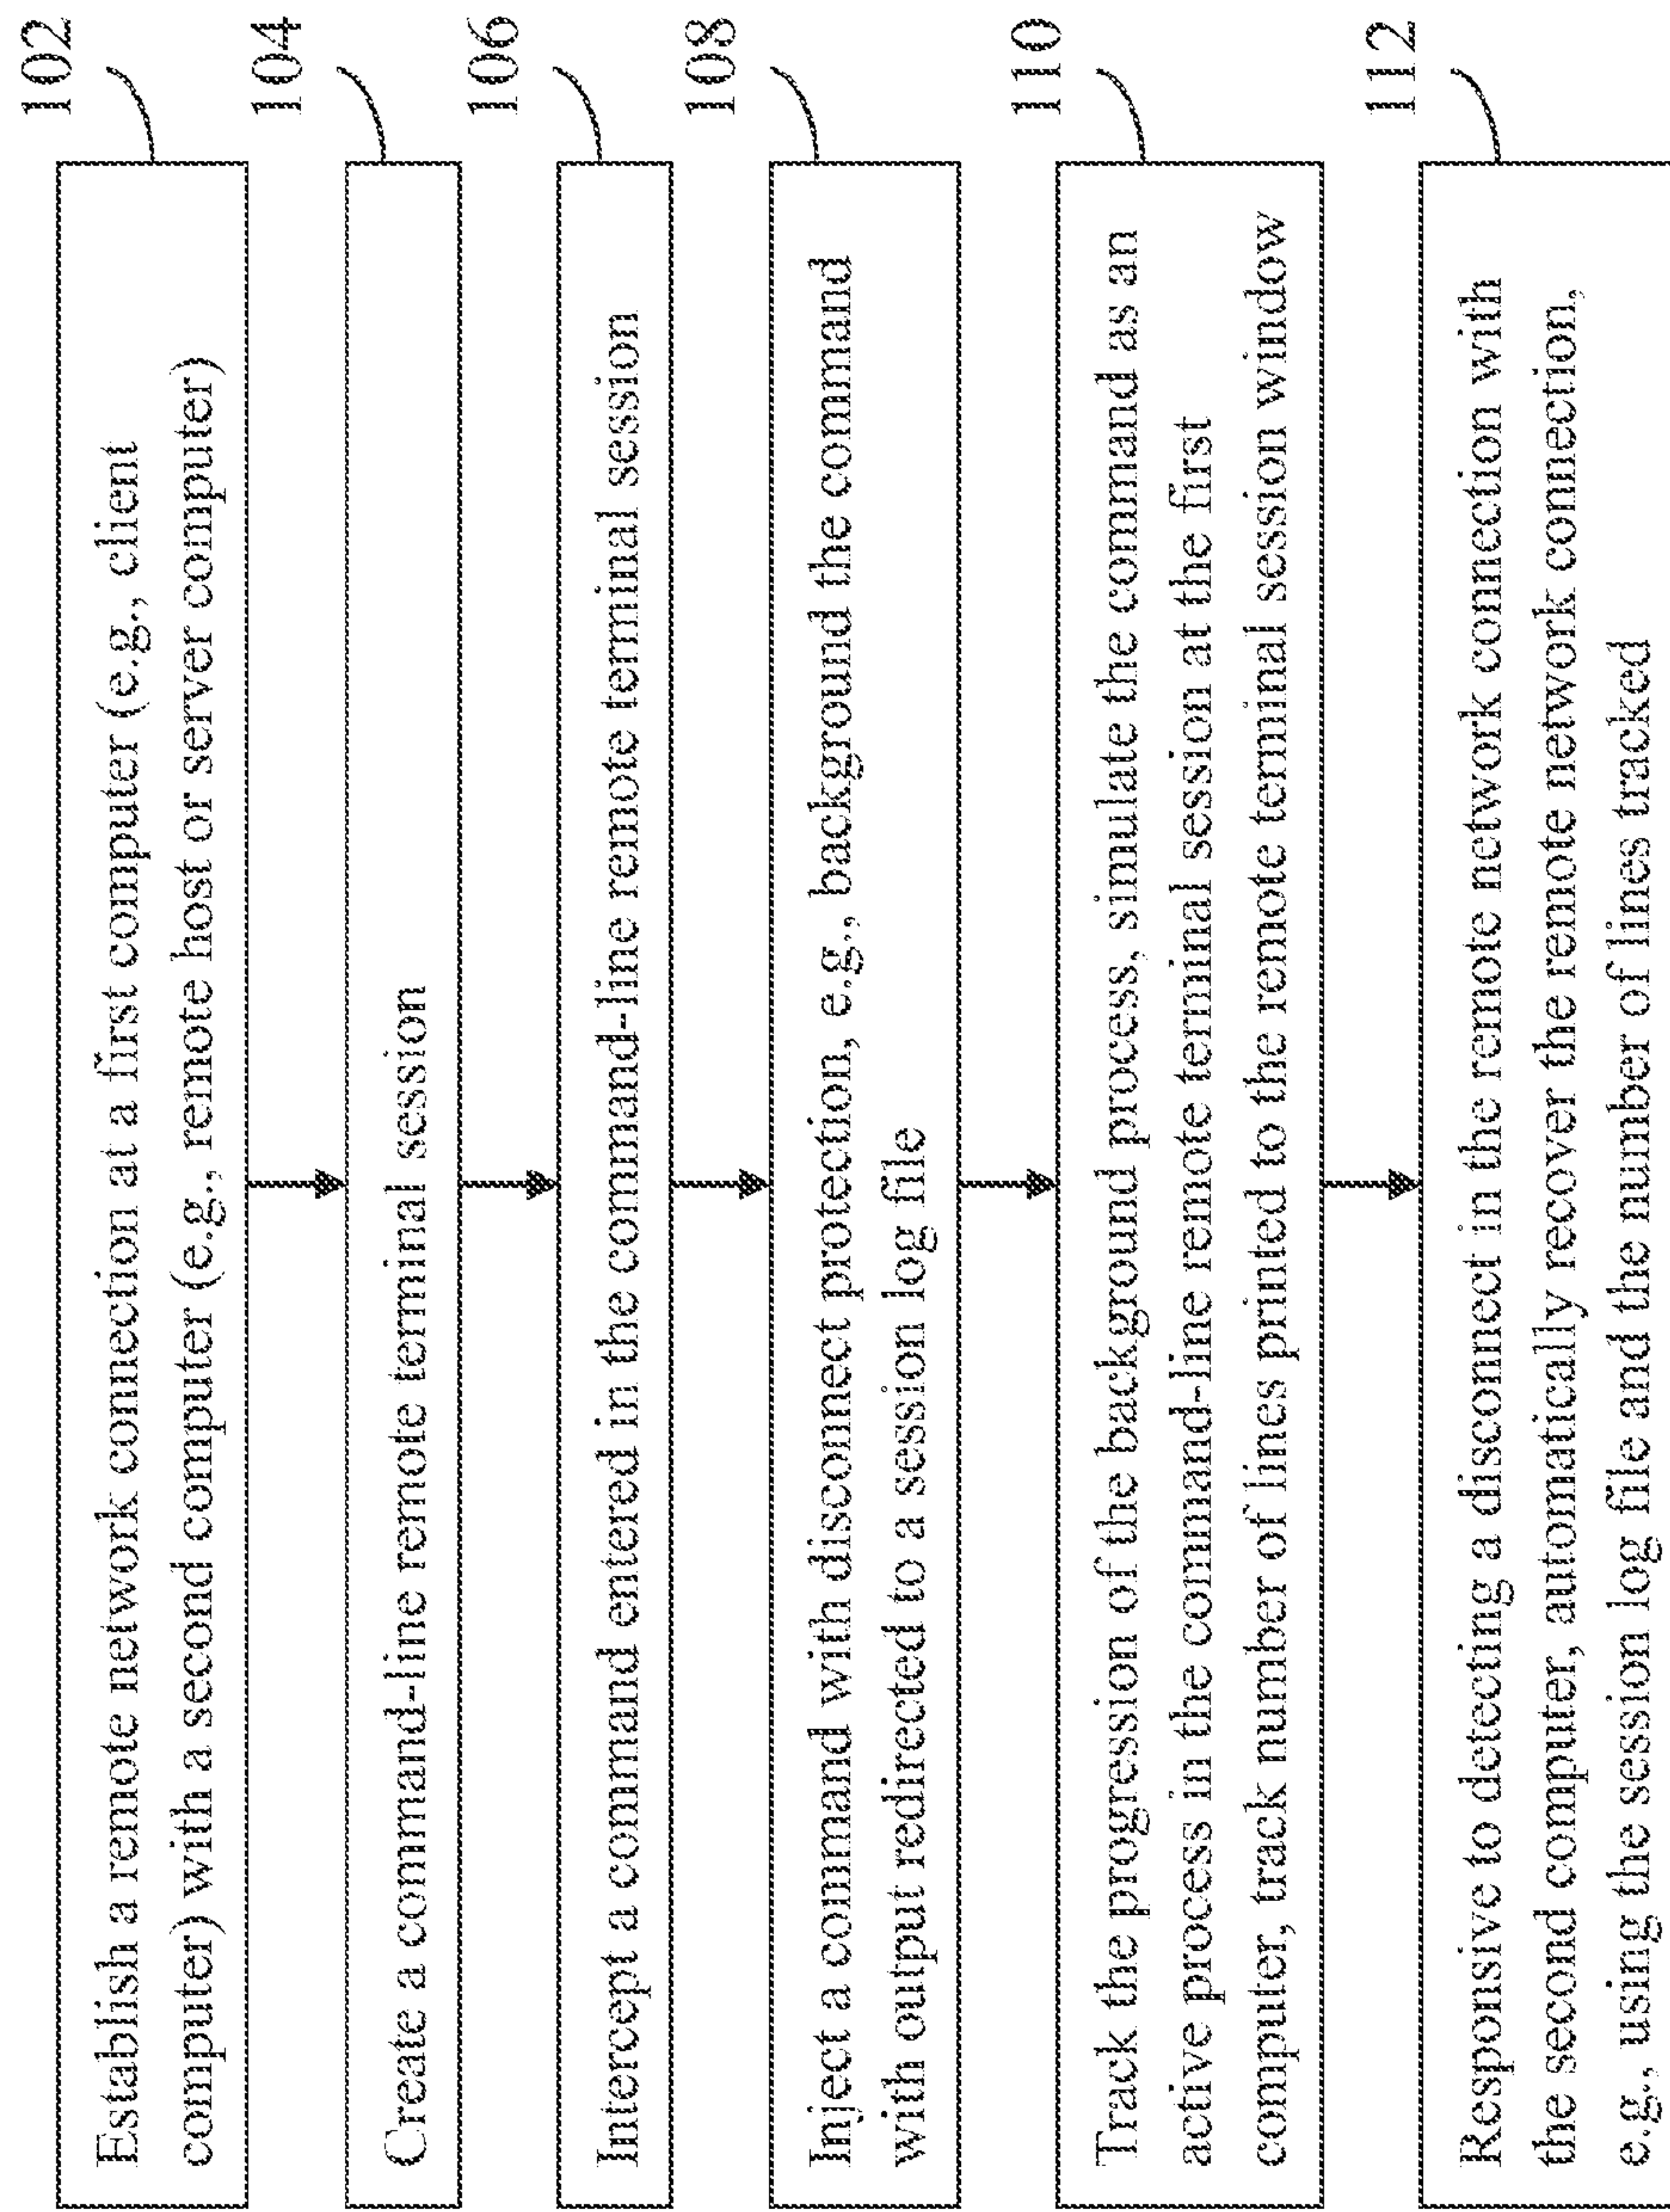 102
Establish a remote network connection at a first computer (e.g., client
computer) with a second computer (e.g., remote host or server computer)
104
Create a command-line remote terminal session
106
Intercept a command entered in the command-line remote terminal session
108
Inject a command with disconnect protection, e.g., background the command
with output redirected to a session log file
110
Track the progression of the background process, simulate the command as an
active process in the command-line remote terminal session at the first
computer, track number of lines printed to the remote terminal session window
112
Responsive to detecting a disconnect in the remote network connection with
the second computer, automatically recover the remote network connection,
e.g., using the session log file and the number of lines tracked